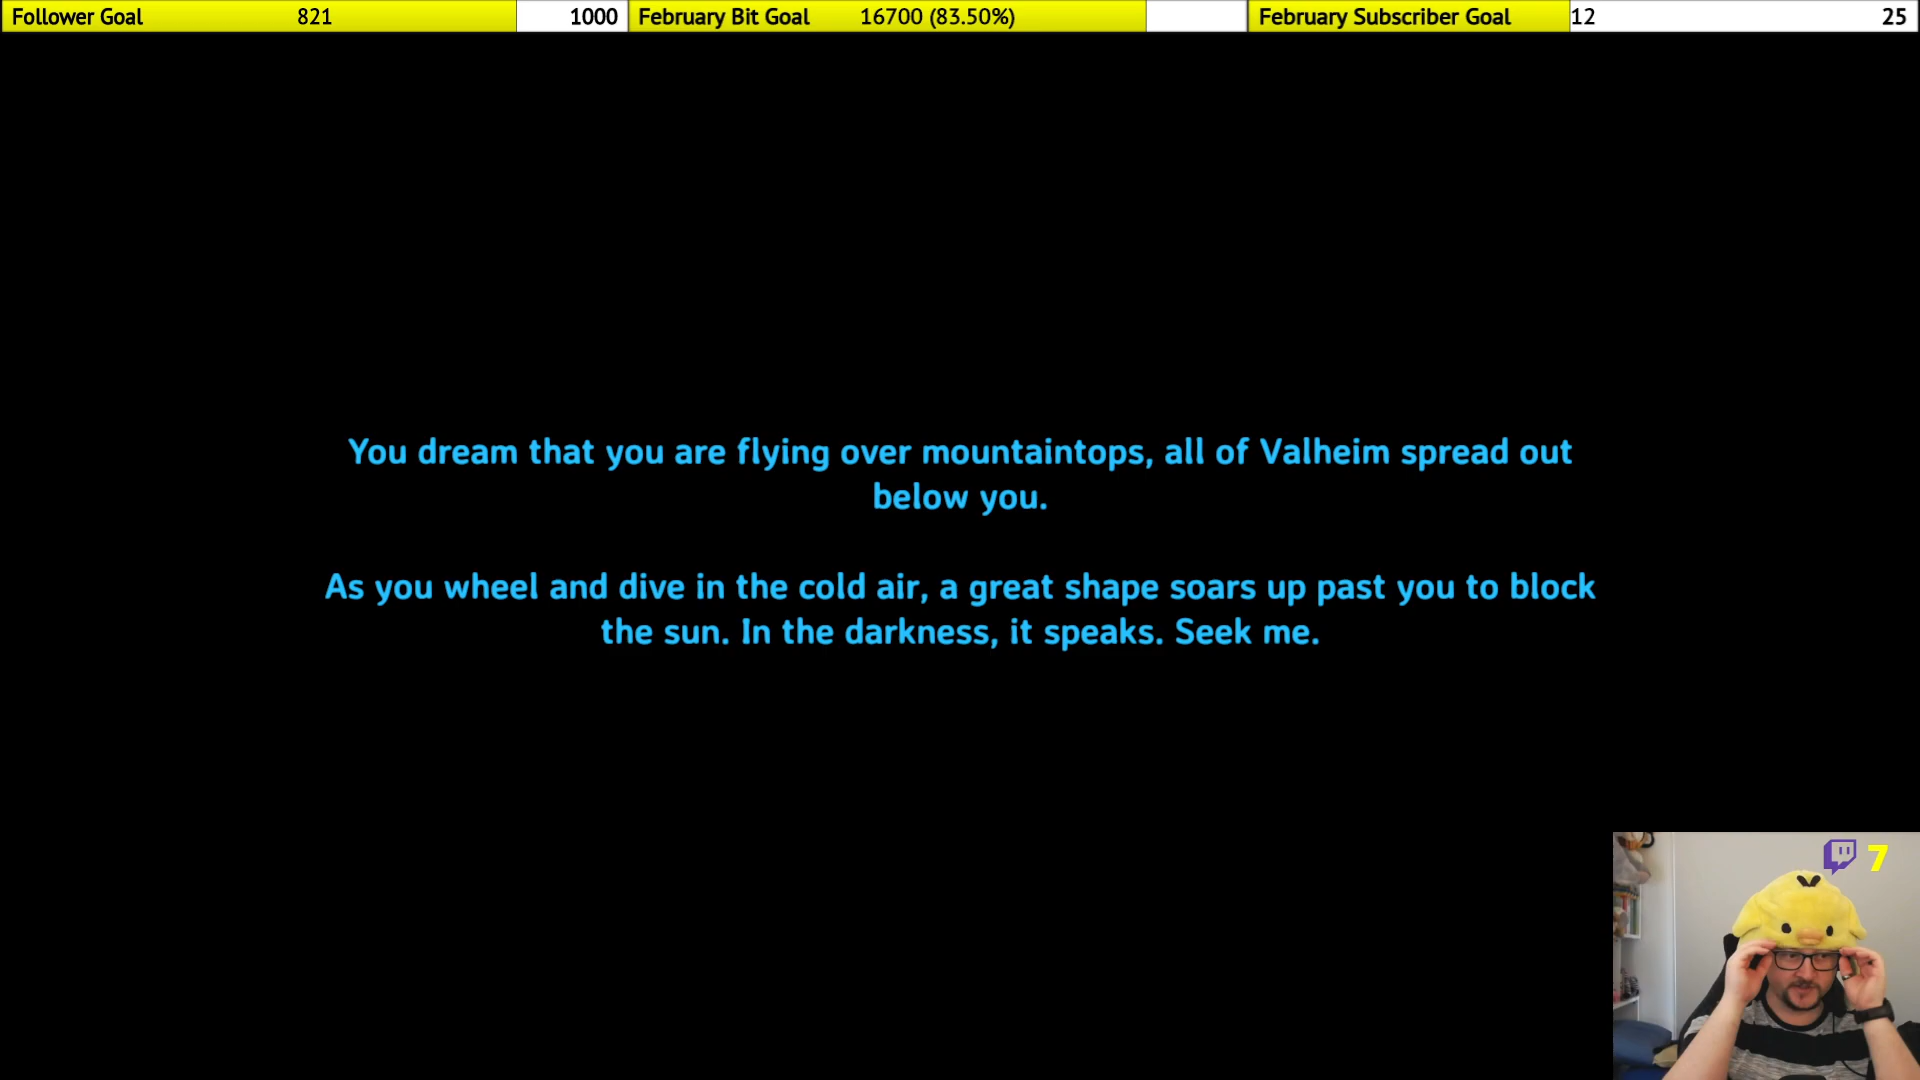 Follower Goal 821 1000 February Bit Goal 16700 (83.50%) February Subscriber Goal 12 25
You dream that you are flying over mountaintops, all of Valheim spread out
below you.
As you wheel and dive in the cold air, a great shape soars up past you to block
the sun. In the darkness, it speaks. Seek me.
7